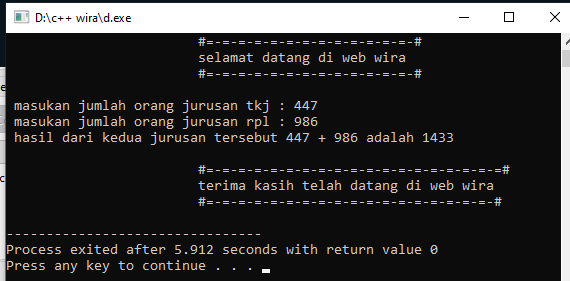 D:\c++ wira\d.exe
#=-=-=-=-=-=-=-=-=-=-=-=-=-#
selamat datang di web wira
#=-=-=-=-=-=-=-=-=-=-=-=-=-#
masukan jumlah orang jurusan tkj : 447
masukan jumlah orang jurusan rpl : 986
hasil dari kedua jurusan tersebut 447 + 986 adalah 1433
#=-=-=-=-=-=-=-=-=-=-=-=-=-=-=-=-=-=-=#
terima kasih telah datang di web wira
#=-=-=-=-=-=-=-=-=-=-=-=-=-=-=-=-=-=-#
--------------------------------
Process exited after 5.912 seconds with return value 0
Press any key to continue . . .